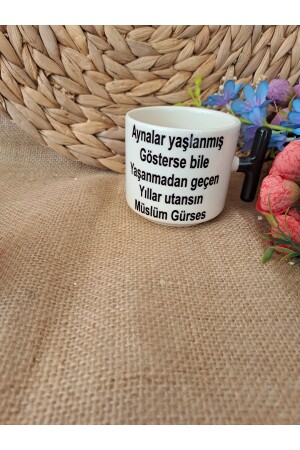 Aynalar yaşlanmış
Gösterse bile
Yaşanmadan geçen
Yıllar utansın
Müslüm Gürses